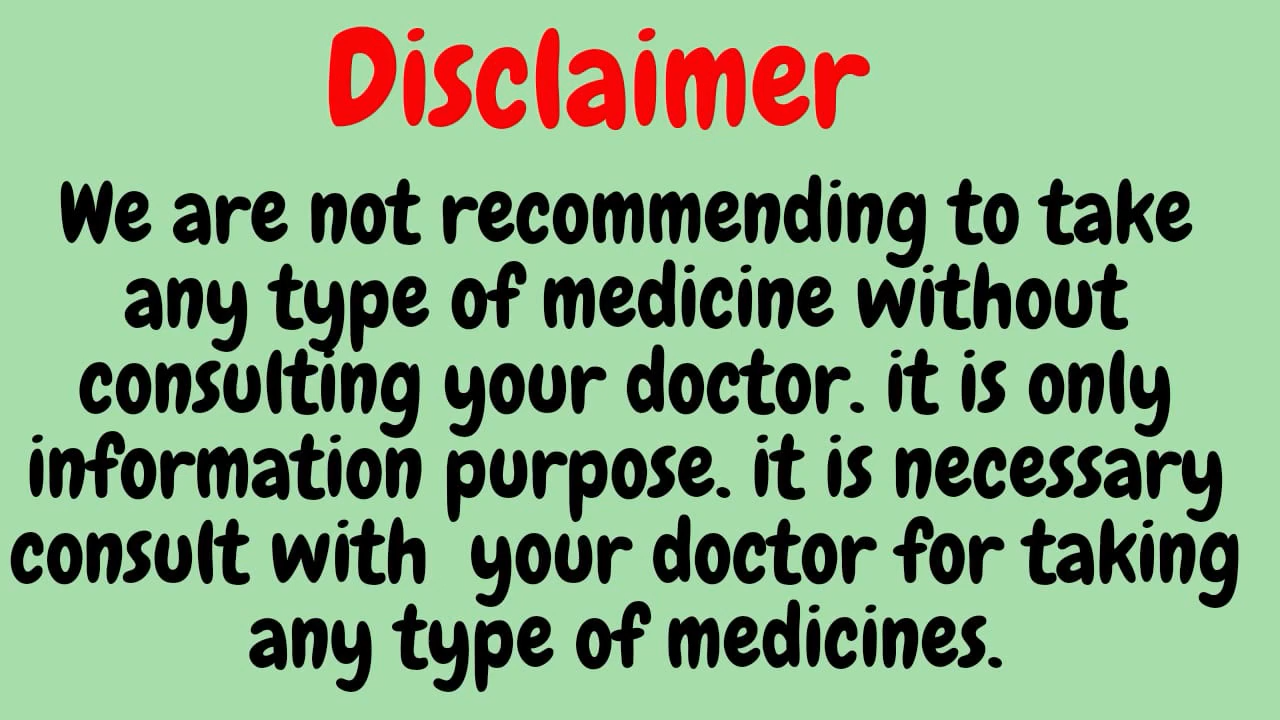 Disclaimer
We are not recommending to take
any type of medicine without
consulting your doctor. it is only
information purpose. it is necessary
consult with your doctor for taking
any type of medicines.